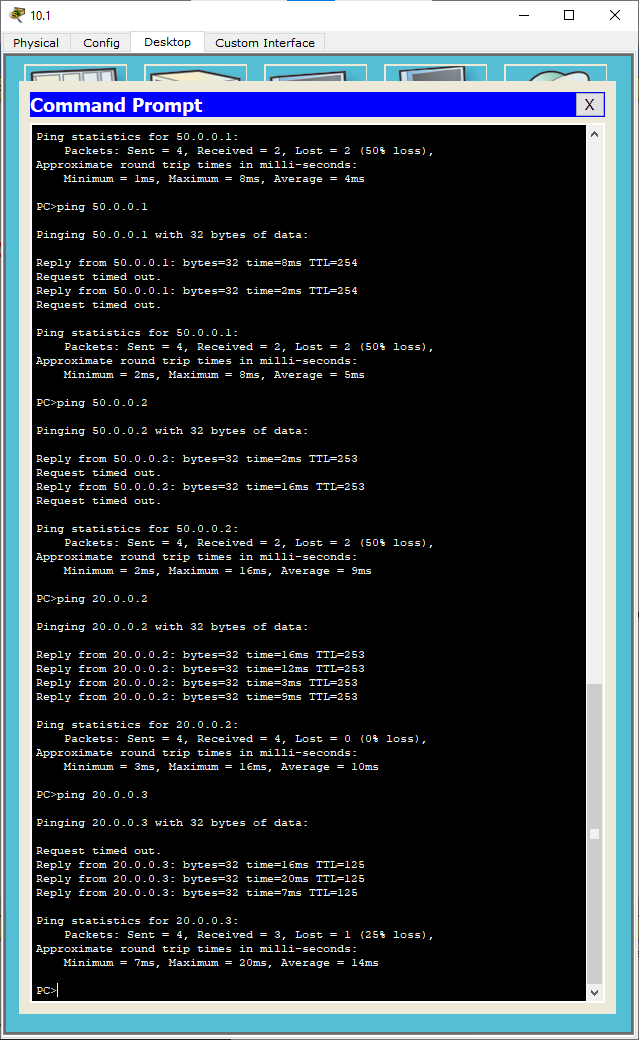 10.1
Physical Config Desktop Custom Interface
Command Prompt X
Ping statistics for 50.0.0.1:
    Packets: Sent = 4, Received = 2, Lost = 2 (50% loss),
Approximate round trip times in milli-seconds:
    Minimum = 1ms, Maximum = 8ms, Average = 4ms
PC>ping 50.0.0.1
Pinging 50.0.0.1 with 32 bytes of data:
Reply from 50.0.0.1: bytes=32 time=8ms TTL=254
Request timed out.
Reply from 50.0.0.1: bytes=32 time=2ms TTL=254
Request timed out.
Ping statistics for 50.0.0.1:
    Packets: Sent = 4, Received = 2, Lost = 2 (50% loss),
Approximate round trip times in milli-seconds:
    Minimum = 2ms, Maximum = 8ms, Average = 5ms
PC>ping 50.0.0.2
Pinging 50.0.0.2 with 32 bytes of data:
Reply from 50.0.0.2: bytes=32 time=2ms TTL=253
Request timed out.
Reply from 50.0.0.2: bytes=32 time=16ms TTL=253
Request timed out.
Ping statistics for 50.0.0.2:
    Packets: Sent = 4, Received = 2, Lost = 2 (50% loss),
Approximate round trip times in milli-seconds:
    Minimum = 2ms, Maximum = 16ms, Average = 9ms
PC>ping 20.0.0.2
Pinging 20.0.0.2 with 32 bytes of data:
Reply from 20.0.0.2: bytes=32 time=16ms TTL=253
Reply from 20.0.0.2: bytes=32 time=12ms TTL=253
Reply from 20.0.0.2: bytes=32 time=3ms TTL=253
Reply from 20.0.0.2: bytes=32 time=9ms TTL=253
Ping statistics for 20.0.0.2:
    Packets: Sent = 4, Received = 4, Lost = 0 (0% loss),
Approximate round trip times in milli-seconds:
    Minimum = 3ms, Maximum = 16ms, Average = 10ms
PC>ping 20.0.0.3
Pinging 20.0.0.3 with 32 bytes of data:
Request timed out.
Reply from 20.0.0.3: bytes=32 time=16ms TTL=125
Reply from 20.0.0.3: bytes=32 time=20ms TTL=125
Reply from 20.0.0.3: bytes=32 time=7ms TTL=125
Ping statistics for 20.0.0.3:
    Packets: Sent = 4, Received = 3, Lost = 1 (25% loss),
Approximate round trip times in milli-seconds:
    Minimum = 7ms, Maximum = 20ms, Average = 14ms
PC>